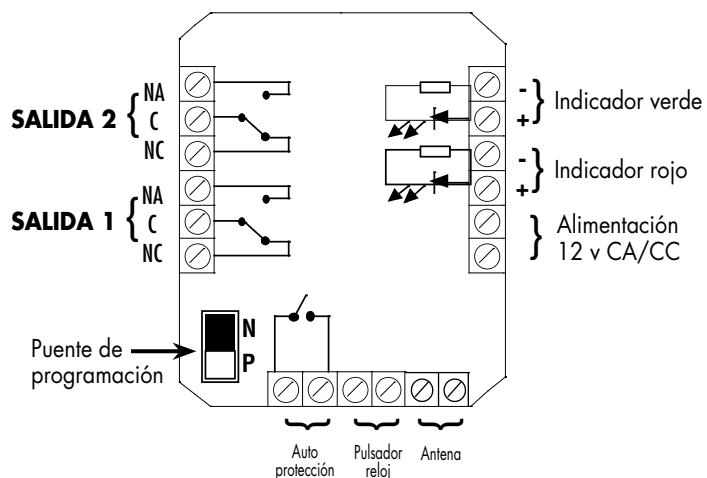 NA
SALIDA 2 { C
NC
NA
SALIDA 1 { C
NC
-
+ } Indicador verde
-
+ } Indicador rojo
} Alimentación
12 v CA/CC
Puente de
programación
N
P
Auto
protección
Pulsador
reloj
Antena